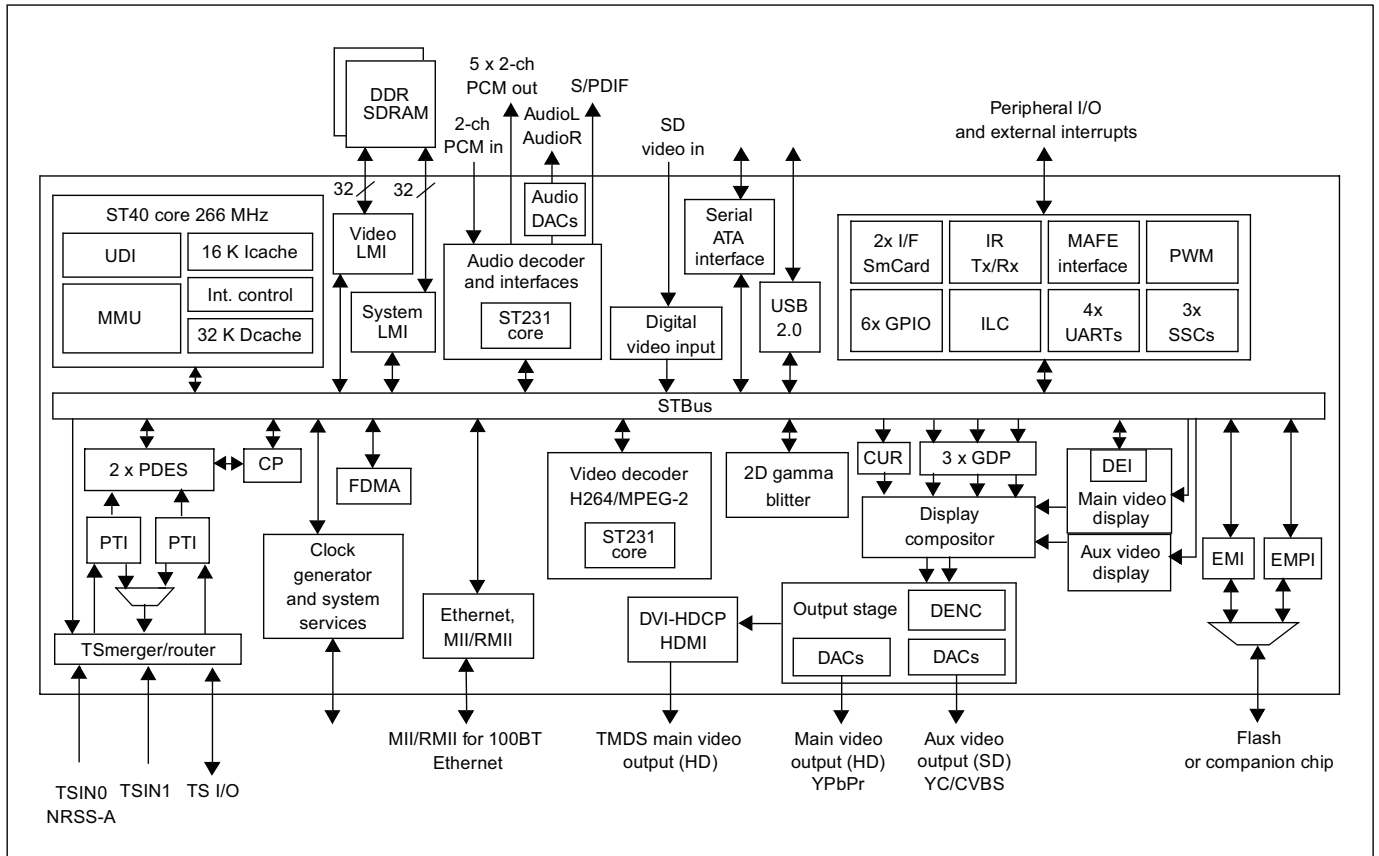 5 x 2-ch
PCM out
S/PDIF
DDR
SDRAM
2-ch
PCM in
AudioL
AudioR
SD
video in
Peripheral I/O
and external interrupts
32
32
ST40 core 266 MHz
UDI
16 K Icache
MMU
Int. control
32 K Dcache
Video
LMI
System
LMI
Audio
DACs
Audio decoder
and interfaces
ST231
core
Serial
ATA
interface
Digital
video input
USB
2.0
2x I/F
SmCard
IR
Tx/Rx
MAFE
interface
PWM
6x GPIO
ILC
4x
UARTs
3x
SSCs
STBus
2 x PDES
CP
FDMA
Video decoder
H264/MPEG-2
ST231
core
2D gamma
blitter
CUR
3 x GDP
DEI
Main video
display
PTI
PTI
Clock
generator
and system
services
Display
compositor
Aux video
display
EMI
EMPI
Ethernet,
MII/RMII
DVI-HDCP
HDMI
Output stage
DENC
DACs
DACs
TSmerger/router
TSIN0
NRSS-A
TSIN1
TS I/O
MII/RMII for 100BT
Ethernet
TMDS main video
output (HD)
Main video
output (HD)
YPbPr
Aux video
output (SD)
YC/CVBS
Flash
or companion chip